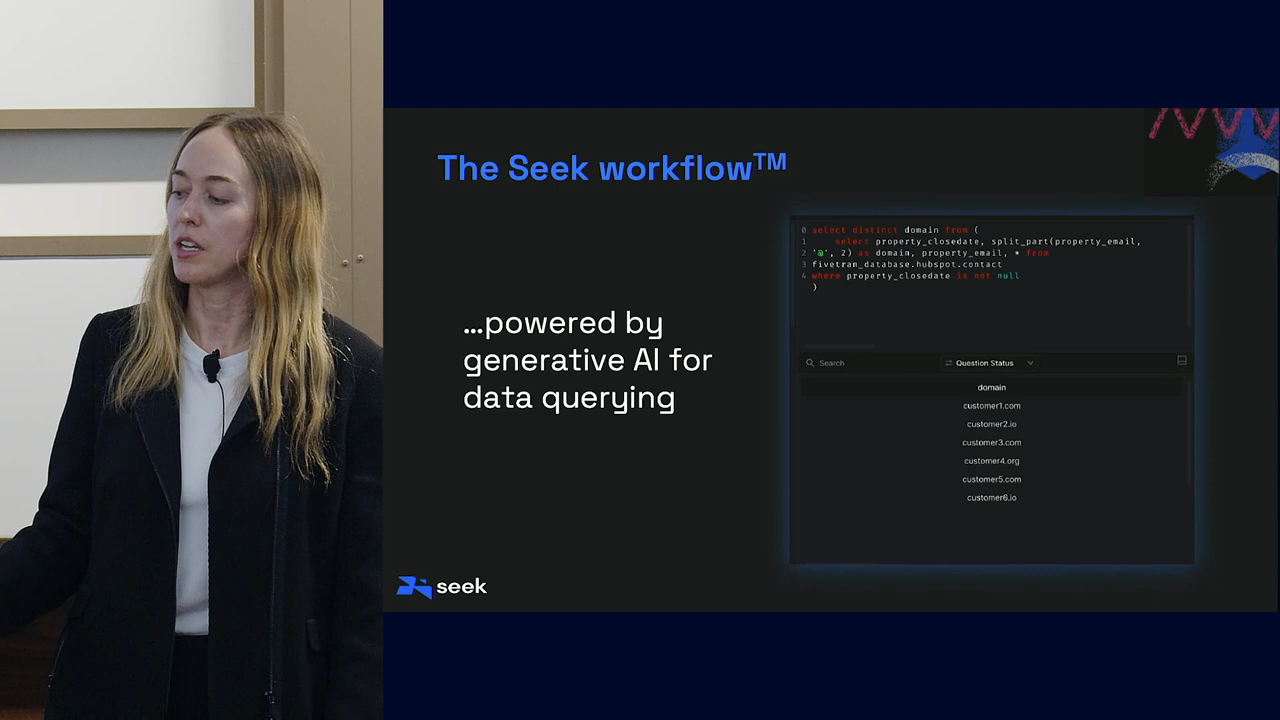 The Seek workflow™
...powered by
generative AI for
data querying
0 select distinct domain from (
1 select property_closedate, split_part(property_email,
2 '@', 2) as domain, property_email, * from
3 fivetran_database.hubspot.contact
4 where property_closedate is not null
)
Search
Question Status
domain
customer1.com
customer2.io
customer3.com
customer4.org
customer5.com
customer6.io
seek